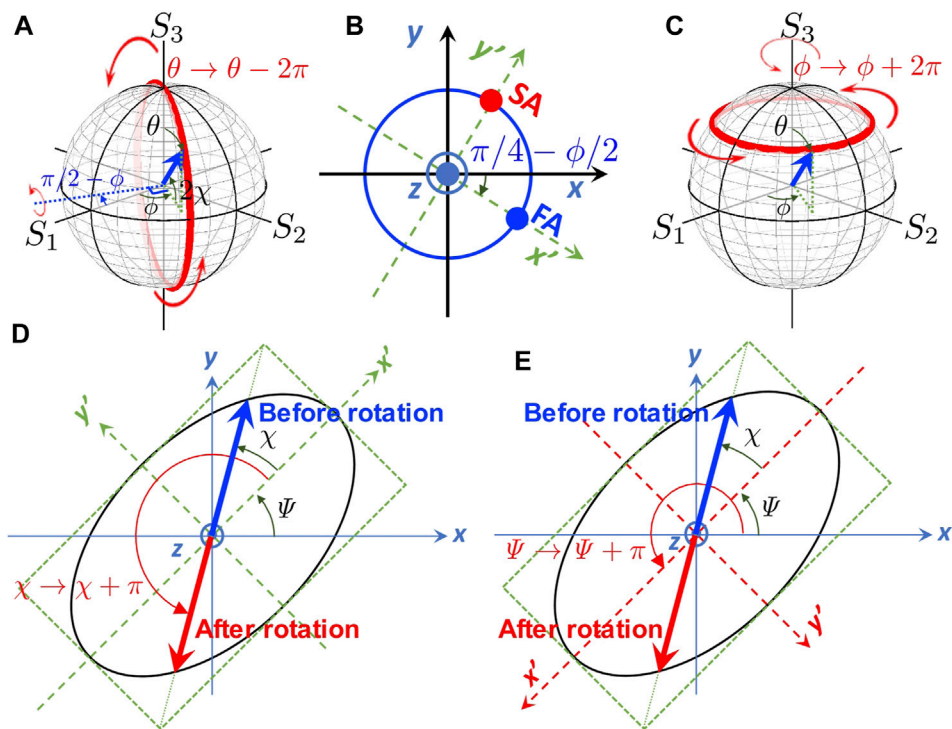 A
S₃
θ → θ − 2π
θ
π/2 − ϕ
ϕ
2χ
S₁
S₂
B
y
y'
SA
π/4 − ϕ/2
z
x
FA
x'
C
S₃
ϕ → ϕ + 2π
θ
ϕ
S₁
S₂
D
y
x'
y'
Before rotation
χ
Ψ
z
x
χ → χ + π
After rotation
E
y
Before rotation
χ
Ψ
z
x
Ψ → Ψ + π
After rotation
x'
y'